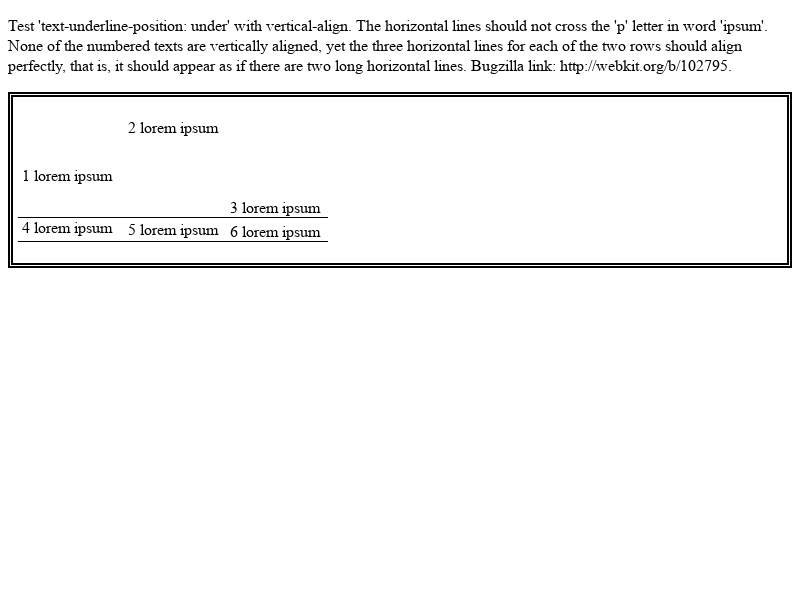 Test 'text-underline-position: under' with vertical-align. The horizontal lines should not cross the 'p' letter in word 'ipsum'.
None of the numbered texts are vertically aligned, yet the three horizontal lines for each of the two rows should align
perfectly, that is, it should appear as if there are two long horizontal lines. Bugzilla link: http://webkit.org/b/102795.
2 lorem ipsum
1 lorem ipsum
3 lorem ipsum
4 lorem ipsum 5 lorem ipsum 6 lorem ipsum